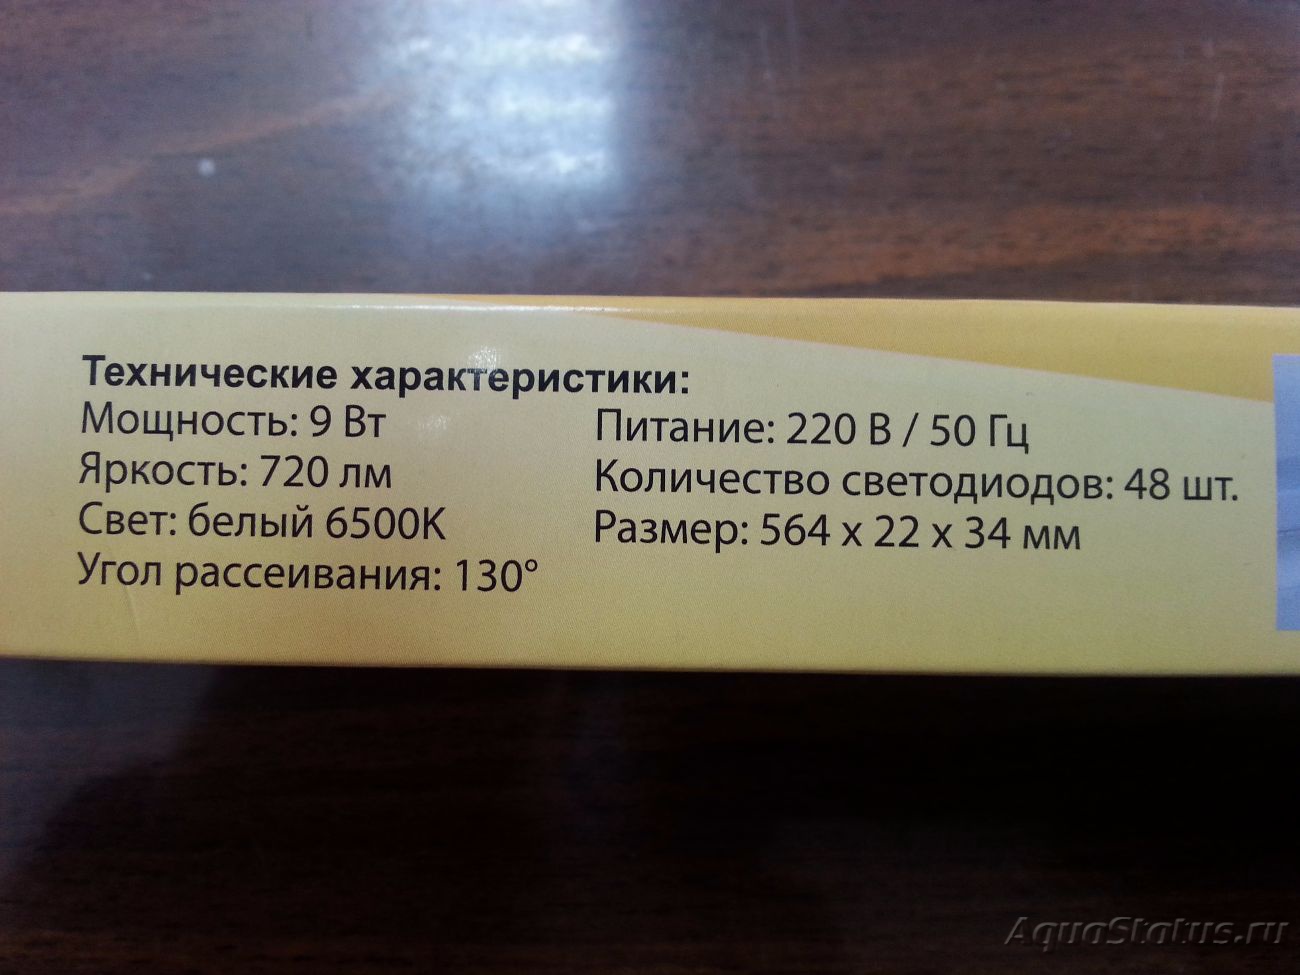 Технические характеристики:
Мощность: 9 Вт
Яркость: 720 лм
Свет: белый 6500K
Угол рассеивания: 130°
Питание: 220 В / 50 Гц
Количество светодиодов: 48 шт.
Размер: 564 x 22 x 34 мм
AquaStatus.ru